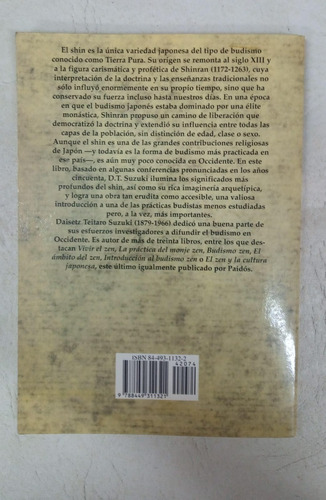 El shin es la única variedad japonesa del tipo de budismo
conocido como Tierra Pura. Su origen se remonta al siglo XIII y
a la figura carismática y profética de Shinran (1172-1263), cuya
interpretación de la doctrina y las enseñanzas tradicionales no
sólo influyó enormemente en su propio tiempo, sino que ha
conservado su fuerza incluso hasta nuestros días. En una época
en que el budismo japonés estaba dominado por una élite
monástica, Shinran propuso un camino de liberación que
democratizó la doctrina y extendió su influencia entre todas las
capas de la población, sin distinción de edad, clase o sexo.
Aunque el shin es una de las grandes contribuciones religiosas
de Japón —y todavía es la forma de budismo más practicada en
ese país—, es aún muy poco conocida en Occidente. En este
libro, basado en algunas conferencias pronunciadas en los años
cincuenta, D.T. Suzuki ilumina los significados más
profundos del shin, así como su rica imaginería arquetípica,
y logra una obra tan erudita como accesible, una valiosa
introducción a una de las prácticas budistas menos estudiadas
pero, a la vez, más importantes.
Daisetz Teitaro Suzuki (1879-1966) dedicó una buena parte de
sus esfuerzos investigadores a difundir el budismo en
Occidente. Es autor de más de treinta libros, entre los que des-
tacan Vivir el zen, La práctica del monje zen, Budismo zen, El
ámbito del zen, Introducción al budismo zen o El zen y la cultura
japonesa, este último igualmente publicado por Paidós.
ISBN 84-493-1132-2
42074
9 788449 311321